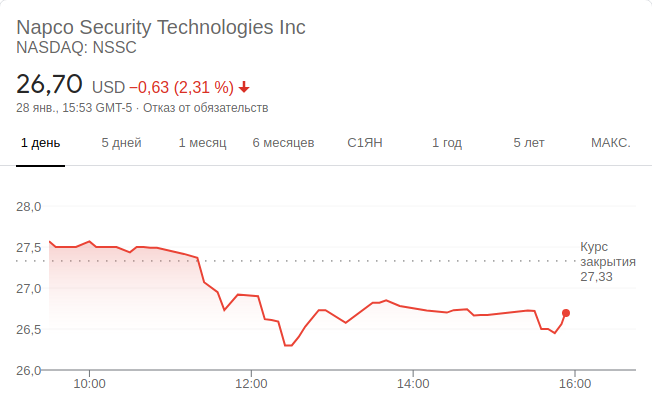 Napco Security Technologies Inc
NASDAQ: NSSC
26,70 USD −0,63 (2,31 %)
28 янв., 15:53 GMT-5 · Отказ от обязательств
1 день 5 дней 1 месяц 6 месяцев С1ЯН 1 год 5 лет МАКС.
28,0
27,5
27,0
26,5
26,0
Курс
закрытия
27,33
10:00 12:00 14:00 16:00